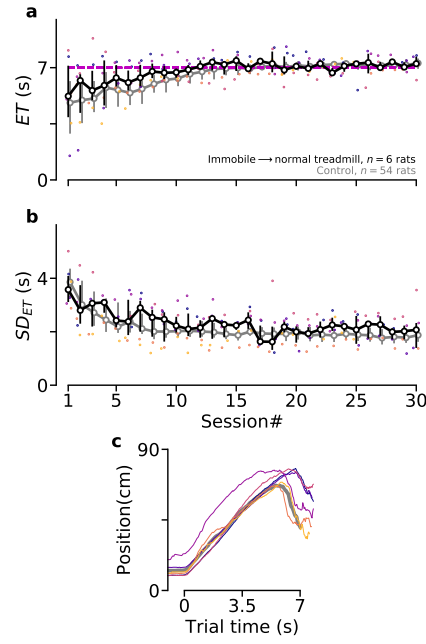 a
ET (s)
7
0
Immobile → normal treadmill, n = 6 rats
Control, n = 54 rats
b
SD_ET (s)
4
0
1 5 10 15 20 25 30
Session#
c
Position(cm)
90
0
0 3.5 7
Trial time (s)